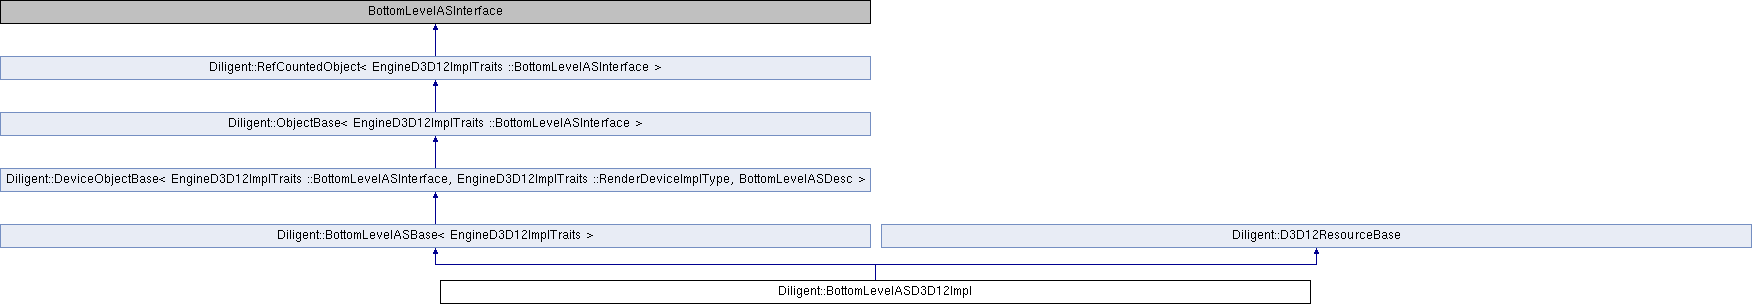 BottomLevelASInterface
Diligent::RefCountedObject< EngineD3D12ImplTraits ::BottomLevelASInterface >
Diligent::ObjectBase< EngineD3D12ImplTraits ::BottomLevelASInterface >
Diligent::DeviceObjectBase< EngineD3D12ImplTraits ::BottomLevelASInterface, EngineD3D12ImplTraits ::RenderDeviceImplType, BottomLevelASDesc >
Diligent::BottomLevelASBase< EngineD3D12ImplTraits >
Diligent::D3D12ResourceBase
Diligent::BottomLevelASD3D12Impl